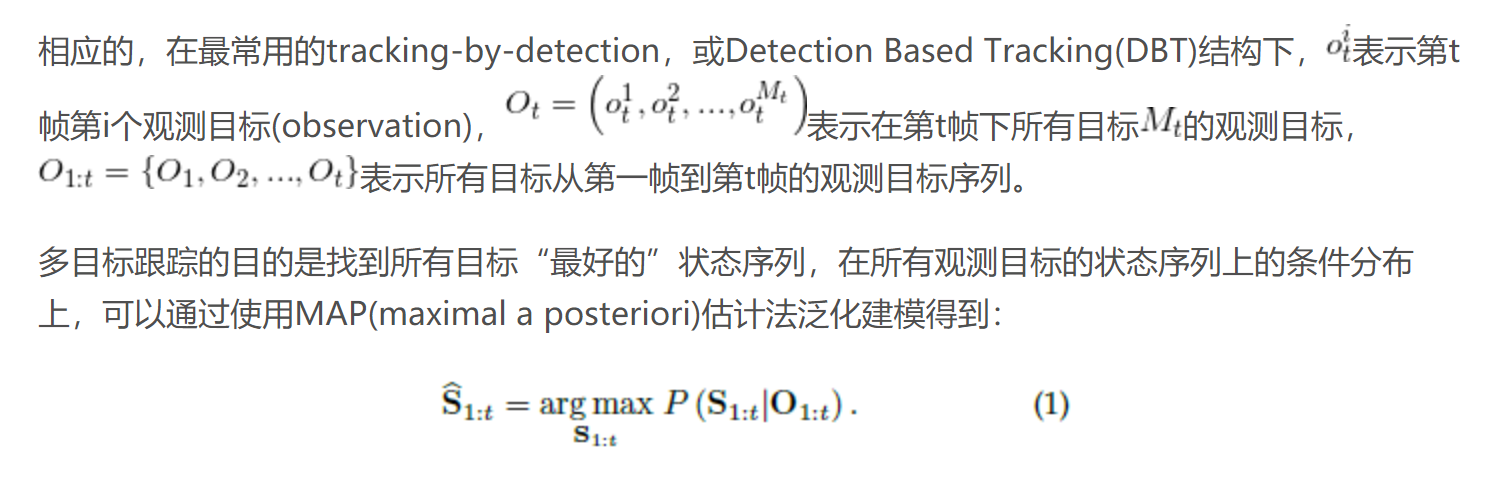 相应的，在最常用的tracking-by-detection，或Detection Based Tracking(DBT)结构下，$o_t^i$表示第t
帧第i个观测目标(observation)，$O_t = \left(o_t^1, o_t^2, ..., o_t^{M_t}\right)$表示在第t帧下所有目标$M_t$的观测目标，
$O_{1:t} = \{O_1, O_2, ..., O_t\}$表示所有目标从第一帧到第t帧的观测目标序列。
多目标跟踪的目的是找到所有目标“最好的”状态序列，在所有观测目标的状态序列上的条件分布
上，可以通过使用MAP(maximal a posteriori)估计法泛化建模得到：
$\widehat{\mathbf{S}}_{1:t} = \underset{\mathbf{S}_{1:t}}{\arg\max}\ P\left(\mathbf{S}_{1:t}|\mathbf{O}_{1:t}\right).$ (1)